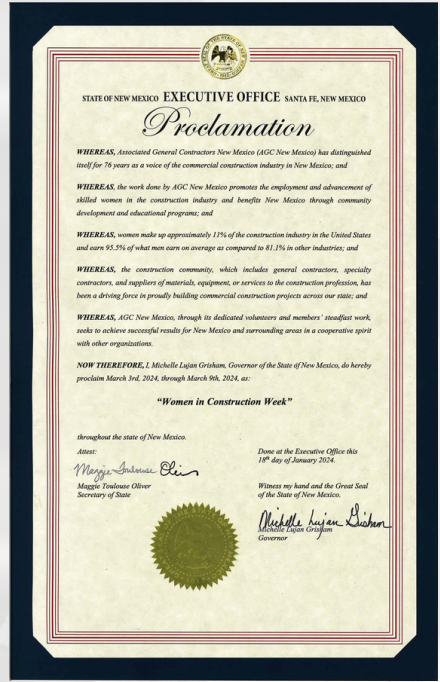 STATE OF NEW MEXICO EXECUTIVE OFFICE SANTA FE, NEW MEXICO
Proclamation
WHEREAS, Associated General Contractors New Mexico (AGC New Mexico) has distinguished
itself for 76 years as a voice of the commercial construction industry in New Mexico; and
WHEREAS, the work done by AGC New Mexico promotes the employment and advancement of
skilled women in the construction industry and benefits New Mexico through community
development and educational programs; and
WHEREAS, women make up approximately 11% of the construction industry in the United States
and earn 95.5% of what men earn on average as compared to 81.1% in other industries; and
WHEREAS, the construction community, which includes general contractors, specialty
contractors, and suppliers of materials, equipment, or services to the construction profession, has
been a driving force in proudly building commercial construction projects across our state; and
WHEREAS, AGC New Mexico, through its dedicated volunteers and members' steadfast work,
seeks to achieve successful results for New Mexico and surrounding areas in a cooperative spirit
with other organizations.
NOW THEREFORE, I, Michelle Lujan Grisham, Governor of the State of New Mexico, do hereby
proclaim March 3rd, 2024, through March 9th, 2024, as:
"Women in Construction Week"
throughout the state of New Mexico.
Attest:
Maggie Toulouse Oliver
Maggie Toulouse Oliver
Secretary of State
Done at the Executive Office this
18th day of January 2024.
Witness my hand and the Great Seal
of the State of New Mexico.
Michelle Lujan Grisham
Michelle Lujan Grisham
Governor